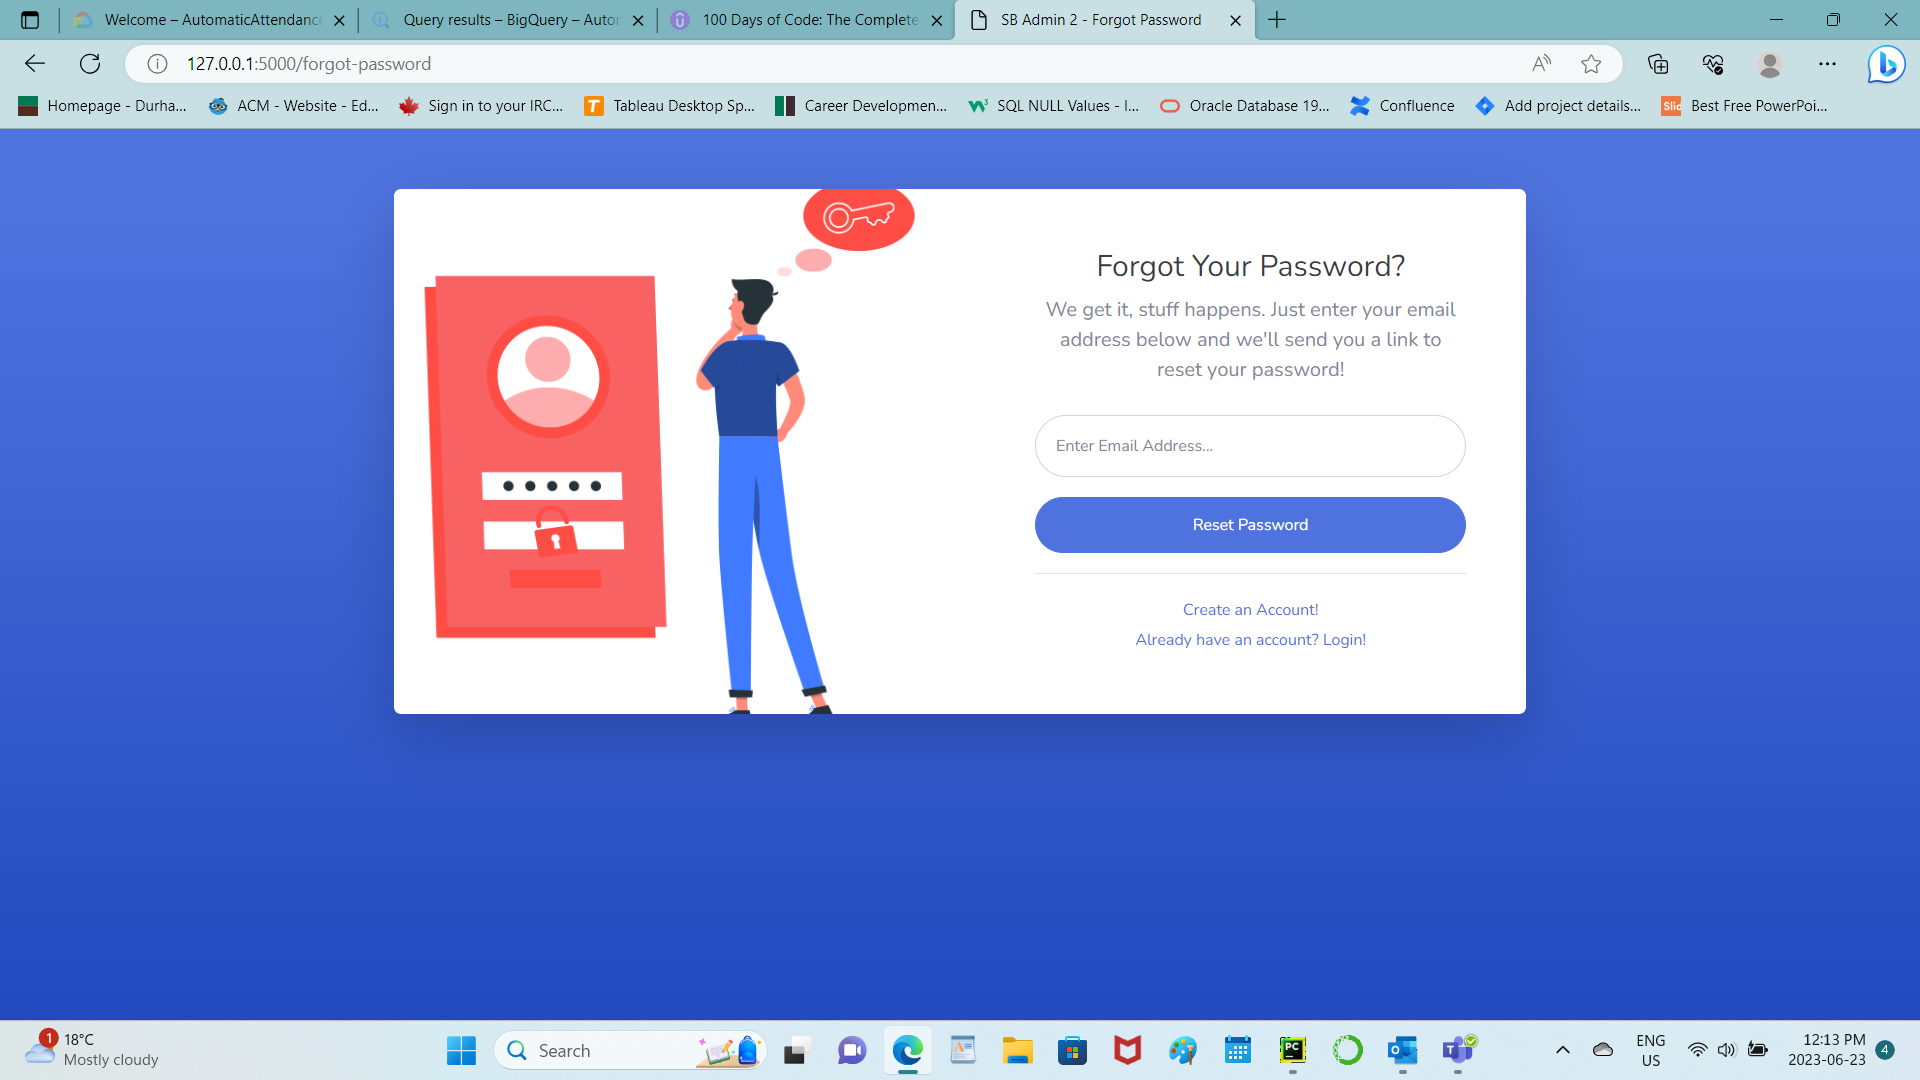 Welcome – AutomaticAttendance
Query results – BigQuery – Auto
100 Days of Code: The Complete
SB Admin 2 - Forgot Password
127.0.0.1:5000/forgot-password
Homepage - Durha...
ACM - Website - Ed...
Sign in to your IRC...
Tableau Desktop Sp...
Career Developmen...
SQL NULL Values - I...
Oracle Database 19...
Confluence
Add project details...
Best Free PowerPoi...
Forgot Your Password?
We get it, stuff happens. Just enter your email
address below and we'll send you a link to
reset your password!
Enter Email Address...
Reset Password
Create an Account!
Already have an account? Login!
1
18°C
Mostly cloudy
Search
PC
ENG
US
12:13 PM
2023-06-23
4